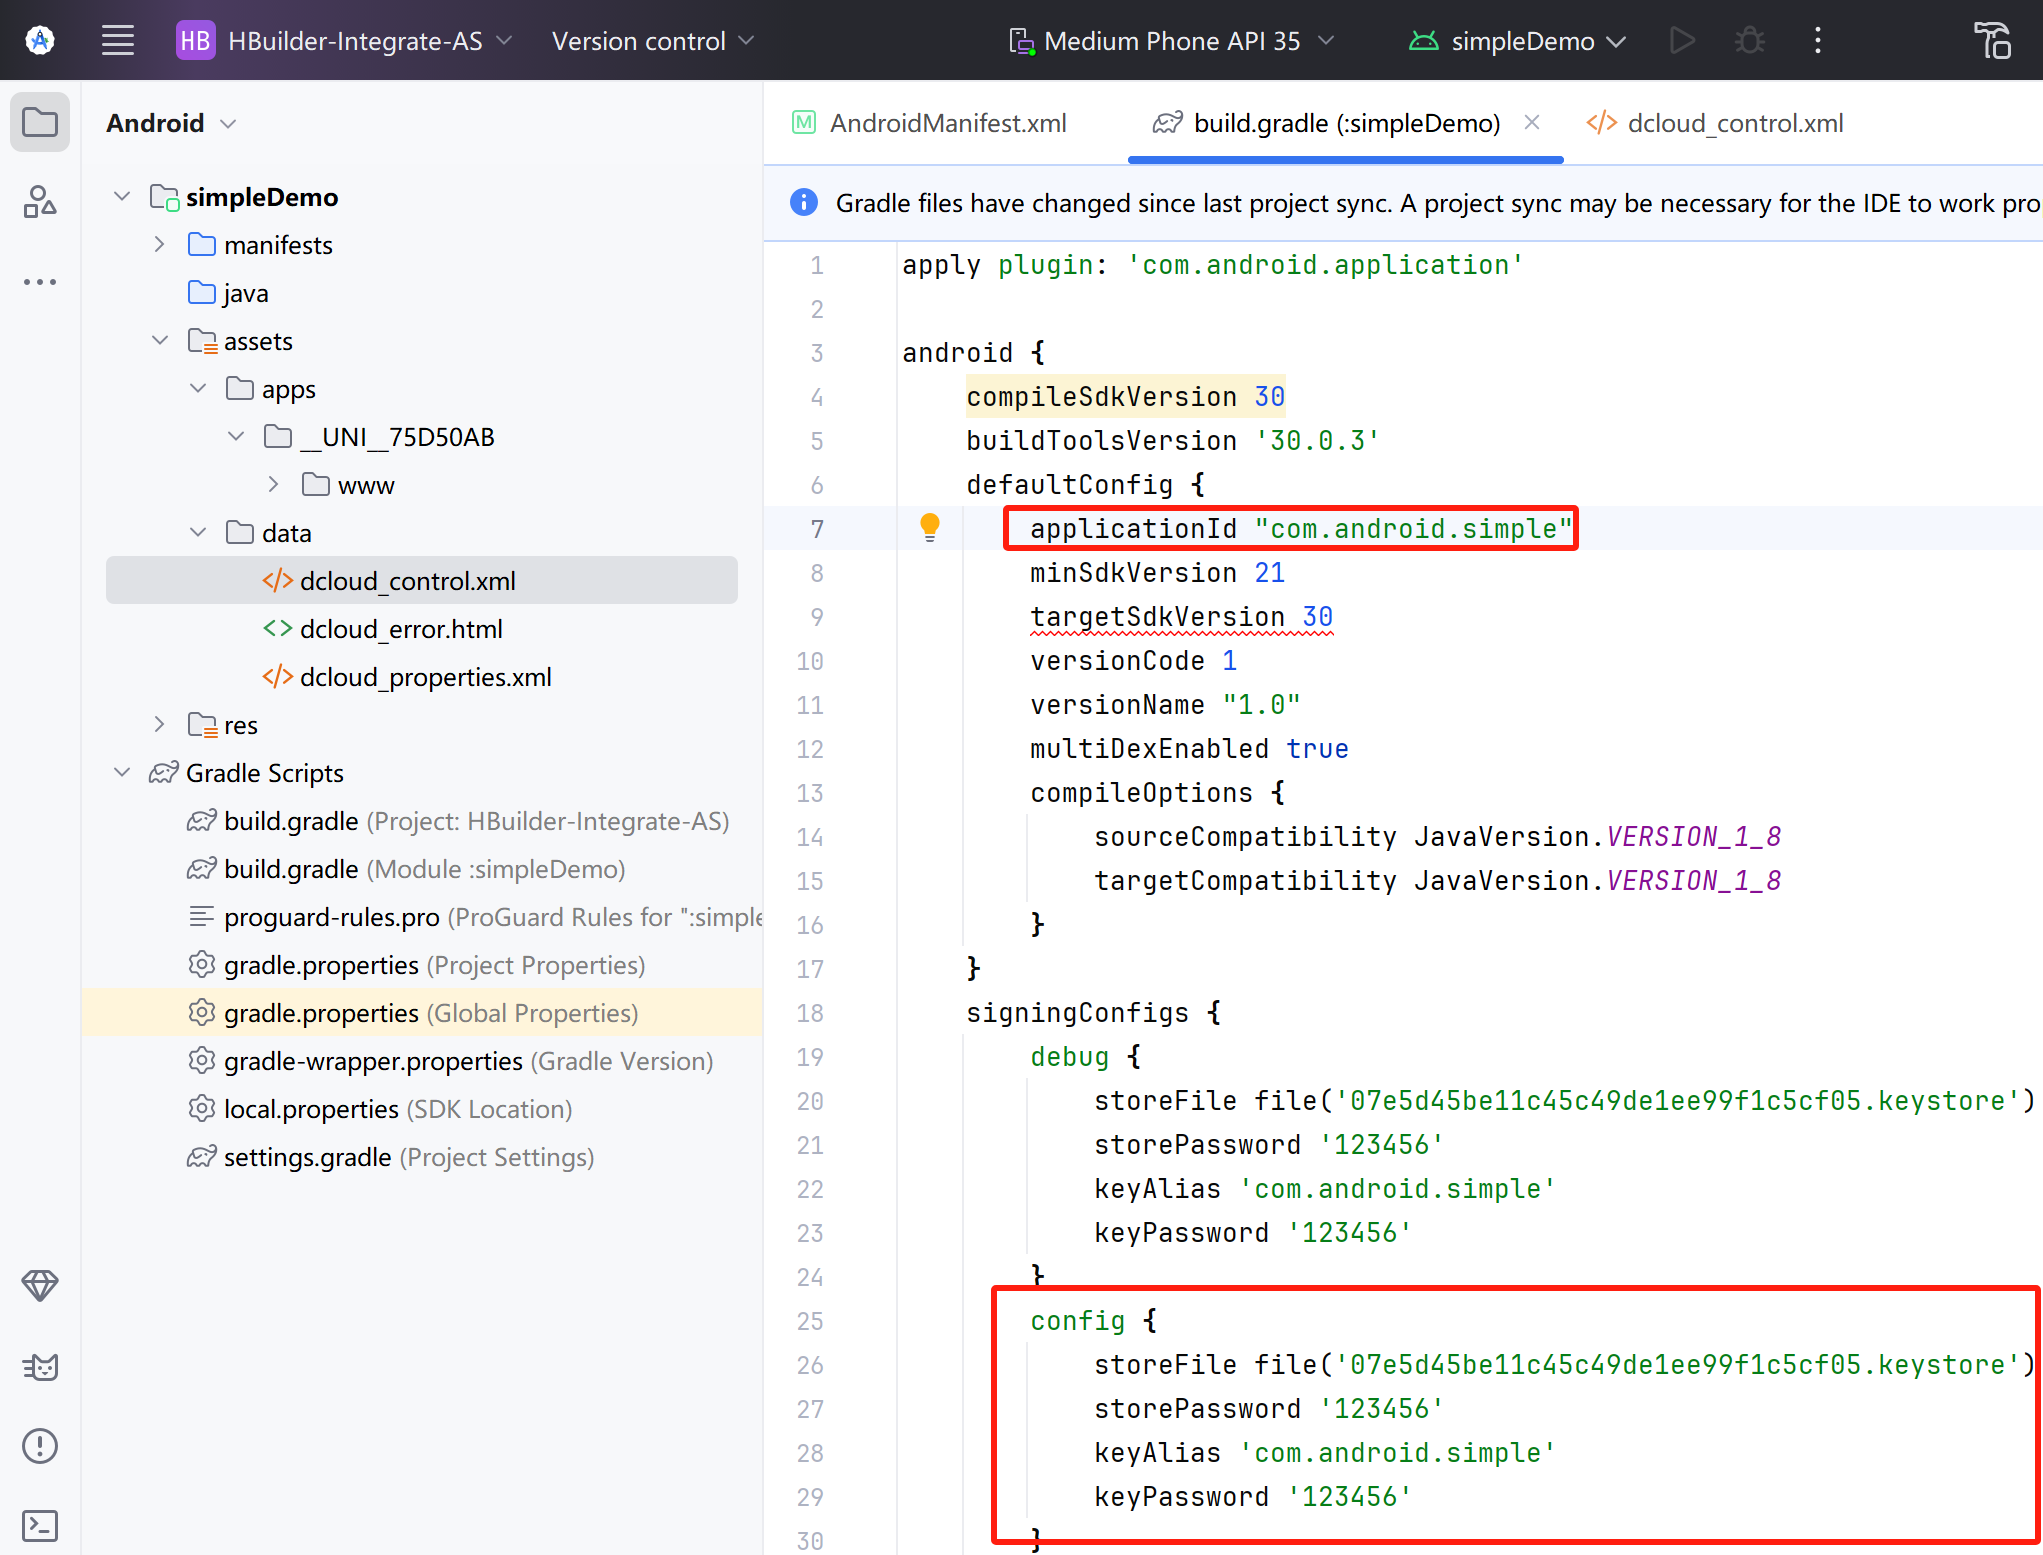 HB HBuilder-Integrate-AS Version control Medium Phone API 35 simpleDemo
Android
simpleDemo
manifests
java
assets
apps
__UNI__75D50AB
www
data
dcloud_control.xml
dcloud_error.html
dcloud_properties.xml
res
Gradle Scripts
build.gradle (Project: HBuilder-Integrate-AS)
build.gradle (Module :simpleDemo)
proguard-rules.pro (ProGuard Rules for ":simple
gradle.properties (Project Properties)
gradle.properties (Global Properties)
gradle-wrapper.properties (Gradle Version)
local.properties (SDK Location)
settings.gradle (Project Settings)
AndroidManifest.xml build.gradle (:simpleDemo) dcloud_control.xml
Gradle files have changed since last project sync. A project sync may be necessary for the IDE to work pro
1 apply plugin: 'com.android.application'
2
3 android {
4 compileSdkVersion 30
5 buildToolsVersion '30.0.3'
6 defaultConfig {
7 applicationId "com.android.simple"
8 minSdkVersion 21
9 targetSdkVersion 30
10 versionCode 1
11 versionName "1.0"
12 multiDexEnabled true
13 compileOptions {
14 sourceCompatibility JavaVersion.VERSION_1_8
15 targetCompatibility JavaVersion.VERSION_1_8
16 }
17 }
18 signingConfigs {
19 debug {
20 storeFile file('07e5d45be11c45c49de1ee99f1c5cf05.keystore')
21 storePassword '123456'
22 keyAlias 'com.android.simple'
23 keyPassword '123456'
24 }
25 config {
26 storeFile file('07e5d45be11c45c49de1ee99f1c5cf05.keystore')
27 storePassword '123456'
28 keyAlias 'com.android.simple'
29 keyPassword '123456'
30 }